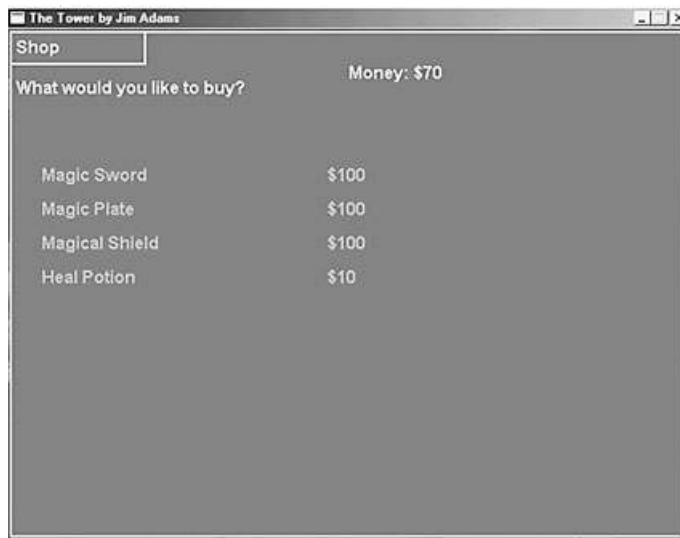 The Tower by Jim Adams
Shop
Money: $70
What would you like to buy?
Magic Sword $100
Magic Plate $100
Magical Shield $100
Heal Potion $10